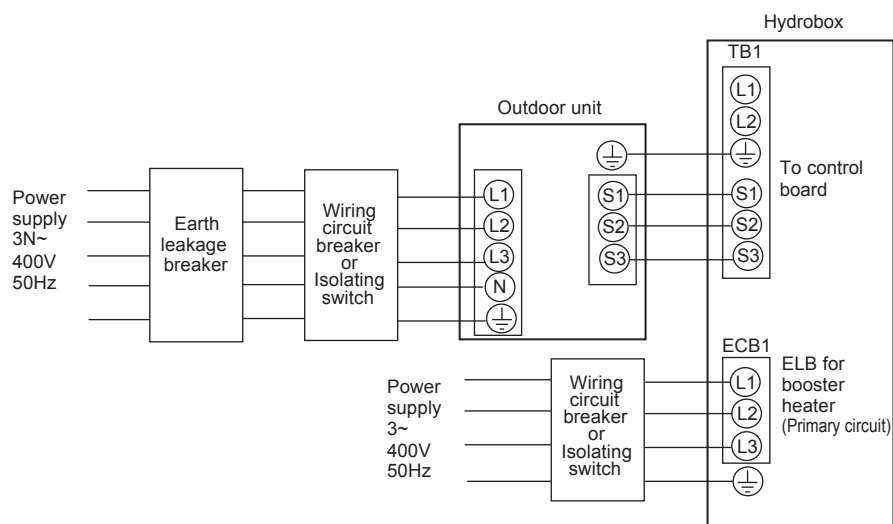 Hydrobox
TB1
L1
L2
Outdoor unit
To control
board
Power
supply
3N~
400V
50Hz
Earth
leakage
breaker
Wiring
circuit
breaker
or
Isolating
switch
L1
L2
L3
N
S1
S2
S3
S1
S2
S3
ECB1
Power
supply
3~
400V
50Hz
Wiring
circuit
breaker
or
Isolating
switch
L1
L2
L3
ELB for
booster
heater
(Primary circuit)